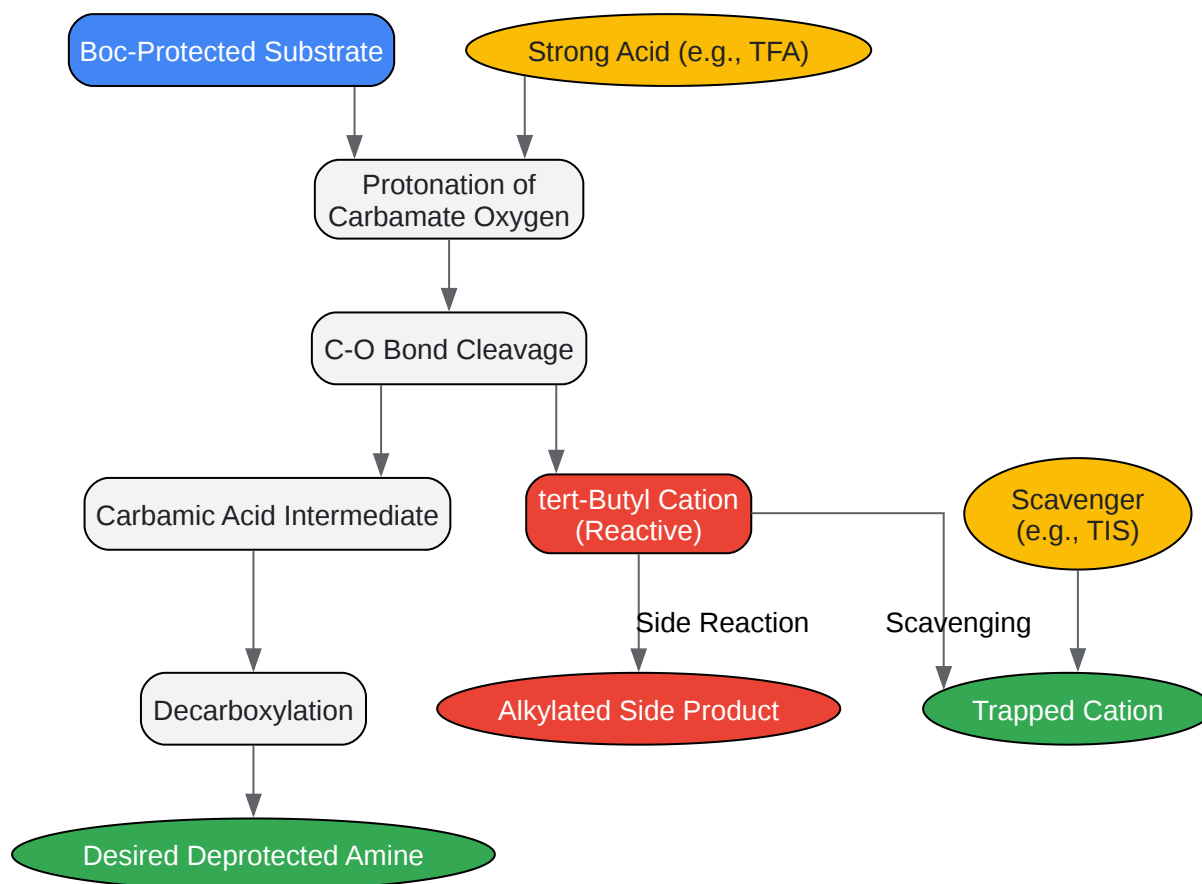 Boc-Protected Substrate
Strong Acid (e.g., TFA)
Protonation of
Carbamate Oxygen
C-O Bond Cleavage
Carbamic Acid Intermediate
tert-Butyl Cation
(Reactive)
Scavenger
(e.g., TIS)
Side Reaction
Scavenging
Decarboxylation
Alkylated Side Product
Trapped Cation
Desired Deprotected Amine